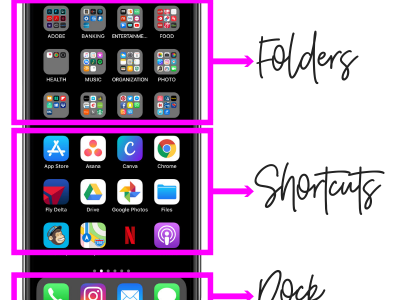 ADOBE BANKING ENTERTAINME... FOOD
Folders
HEALTH MUSIC ORGANIZATION PHOTO
App Store Asana Canva Chrome
Shortcuts
Fly Delta Drive Google Photos Files
Dock